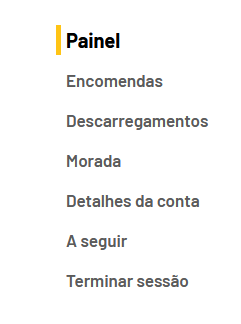 Painel
Encomendas
Descarregamentos
Morada
Detalhes da conta
A seguir
Terminar sessão